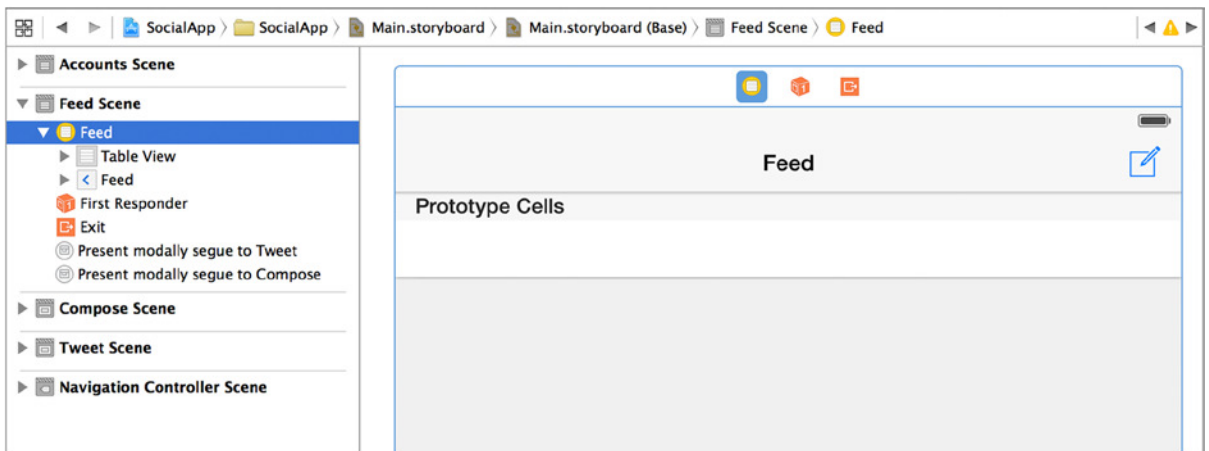 SocialApp 〉 SocialApp 〉 Main.storyboard 〉 Main.storyboard (Base) 〉 Feed Scene 〉 Feed
Accounts Scene
Feed Scene
Feed
Table View
Feed
First Responder
Exit
Present modally segue to Tweet
Present modally segue to Compose
Compose Scene
Tweet Scene
Navigation Controller Scene
Feed
Prototype Cells